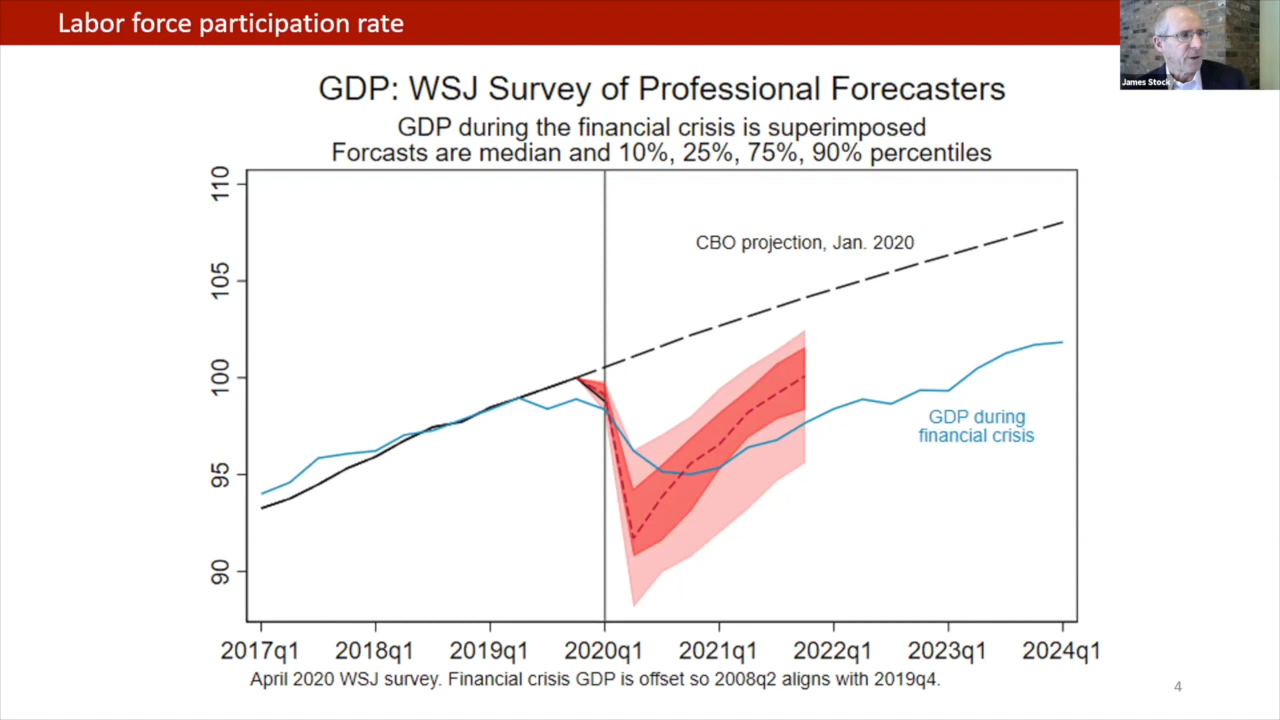 Labor force participation rate
James Stock
GDP: WSJ Survey of Professional Forecasters
GDP during the financial crisis is superimposed
Forcasts are median and 10%, 25%, 75%, 90% percentiles
110
105
100
95
90
CBO projection, Jan. 2020
GDP during
financial crisis
2017q1 2018q1 2019q1 2020q1 2021q1 2022q1 2023q1 2024q1
April 2020 WSJ survey. Financial crisis GDP is offset so 2008q2 aligns with 2019q4.
4